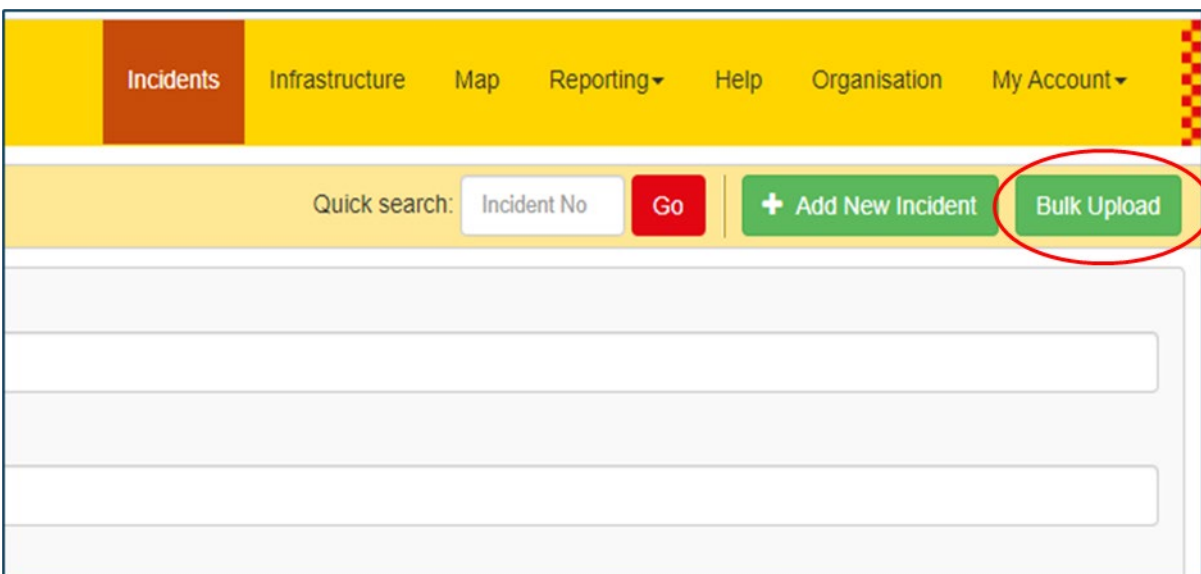 Incidents Infrastructure Map Reporting Help Organisation My Account
Quick search: Incident No Go + Add New Incident Bulk Upload